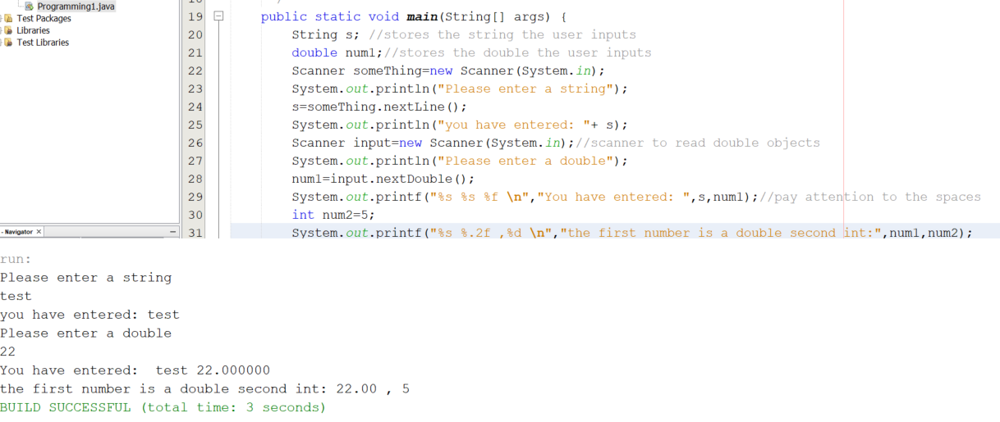 Programming1.java
Test Packages
Libraries
Test Libraries
- Navigator ×
19 public static void main(String[] args) {
20 String s; //stores the string the user inputs
21 double num1;//stores the double the user inputs
22 Scanner someThing=new Scanner(System.in);
23 System.out.println("Please enter a string");
24 s=someThing.nextLine();
25 System.out.println("you have entered: "+ s);
26 Scanner input=new Scanner(System.in);//scanner to read double objects
27 System.out.println("Please enter a double");
28 num1=input.nextDouble();
29 System.out.printf("%s %s %f \n","You have entered: ",s,num1);//pay attention to the spaces
30 int num2=5;
31 System.out.printf("%s %.2f ,%d \n","the first number is a double second int:",num1,num2);
run:
Please enter a string
test
you have entered: test
Please enter a double
22
You have entered:  test 22.000000
the first number is a double second int: 22.00 , 5
BUILD SUCCESSFUL (total time: 3 seconds)